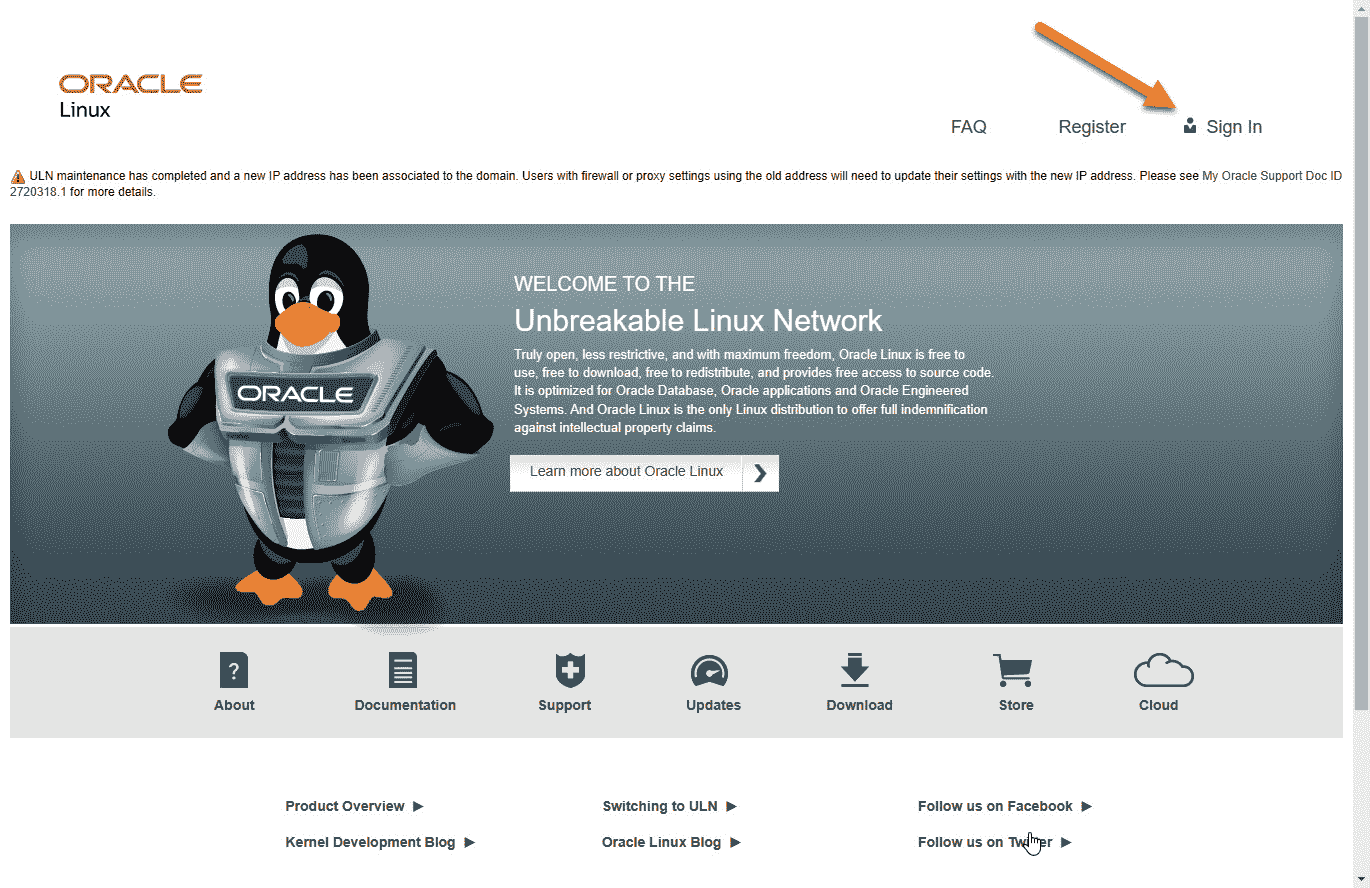 ORACLE
Linux
FAQ
Register
Sign In
ULN maintenance has completed and a new IP address has been associated to the domain. Users with firewall or proxy settings using the old address will need to update their settings with the new IP address. Please see My Oracle Support Doc ID
2720318.1 for more details.
WELCOME TO THE
Unbreakable Linux Network
Truly open, less restrictive, and with maximum freedom, Oracle Linux is free to
use, free to download, free to redistribute, and provides free access to source code.
It is optimized for Oracle Database, Oracle applications and Oracle Engineered
Systems. And Oracle Linux is the only Linux distribution to offer full indemnification
against intellectual property claims.
ORACLE
Learn more about Oracle Linux
About
Documentation
Support
Updates
Download
Store
Cloud
Product Overview
Switching to ULN
Follow us on Facebook
Kernel Development Blog
Oracle Linux Blog
Follow us on Twitter